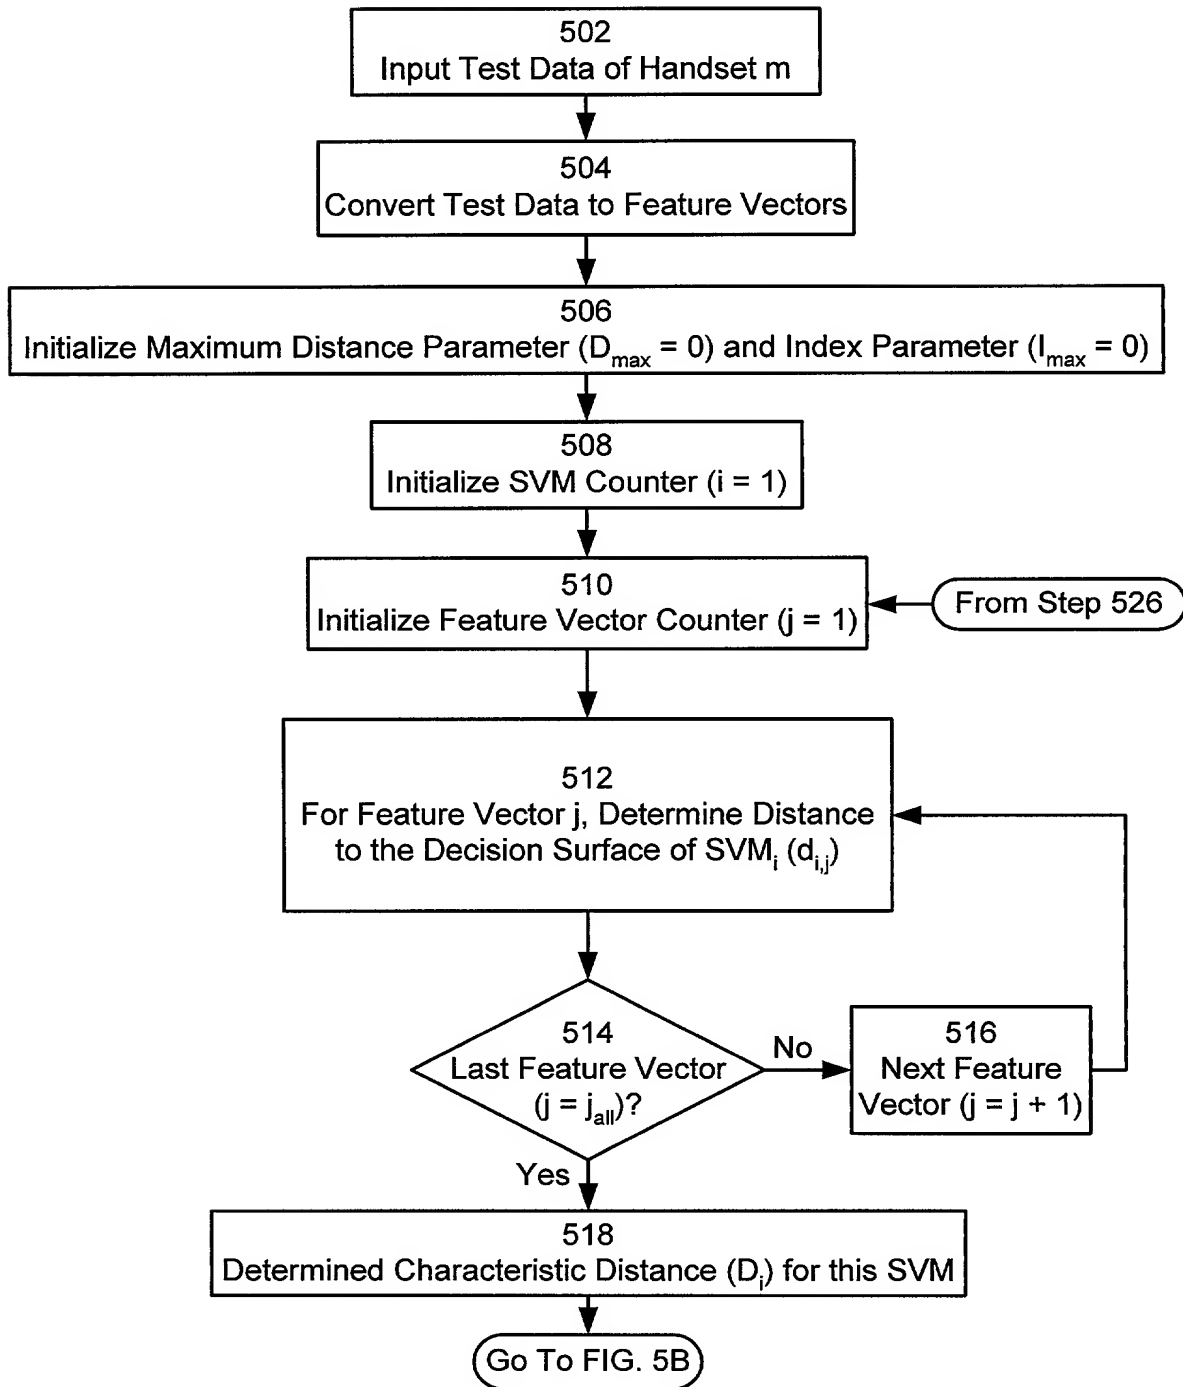 502
Input Test Data of Handset m
504
Convert Test Data to Feature Vectors
506
Initialize Maximum Distance Parameter (Dmax = 0) and Index Parameter (Imax = 0)
508
Initialize SVM Counter (i = 1)
510
Initialize Feature Vector Counter (j = 1)
From Step 526
512
For Feature Vector j, Determine Distance
to the Decision Surface of SVMi (di,j)
514
Last Feature Vector
(j = jall)?
No
516
Next Feature
Vector (j = j + 1)
Yes
518
Determined Characteristic Distance (Di) for this SVM
Go To FIG. 5B